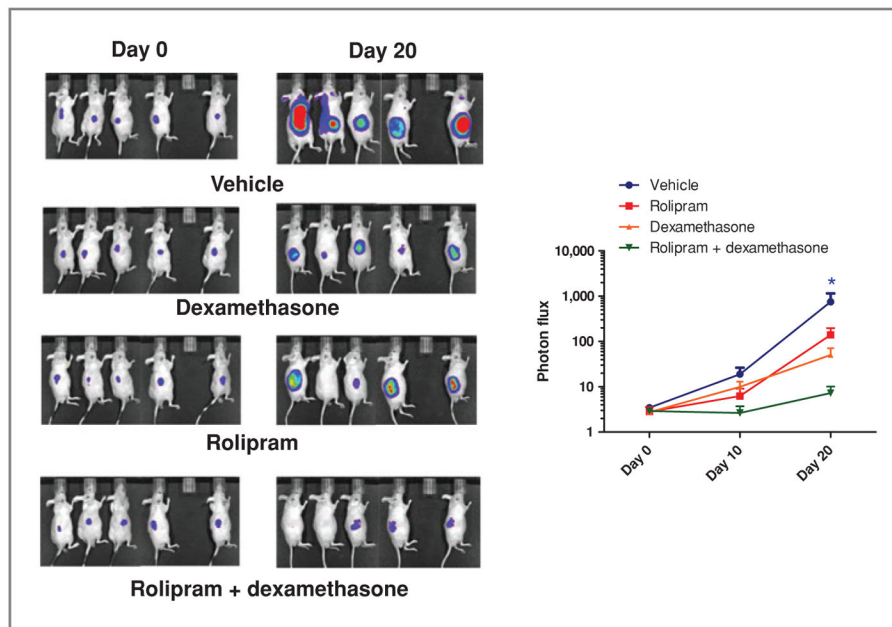 Day 0
Day 20
Vehicle
Dexamethasone
Rolipram
Rolipram + dexamethasone
Vehicle
Rolipram
Dexamethasone
Rolipram + dexamethasone
Photon flux
10,000
1,000
100
10
1
*
Day 0
Day 10
Day 20